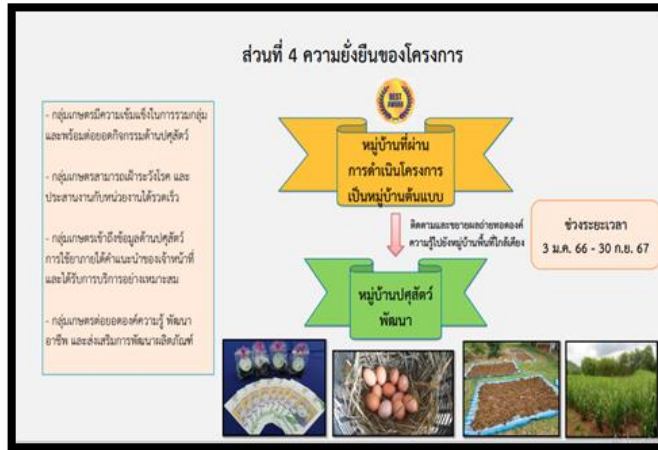 ส่วนที่ 4 ความยั่งยืนของโครงการ
BEST
AWARD
- กลุ่มเกษตรมีความเข้มแข็งในการรวมกลุ่ม
และพร้อมต่อยอดกิจกรรมด้านปศุสัตว์
- กลุ่มเกษตรสามารถเฝ้าระวังโรค และ
ประสานงานกับหน่วยงานได้รวดเร็ว
- กลุ่มเกษตรเข้าถึงข้อมูลด้านปศุสัตว์
การใช้ยาภายใต้คำแนะนำของเจ้าหน้าที่
และได้รับการบริการอย่างเหมาะสม
- กลุ่มเกษตรต่อยอดองค์ความรู้ พัฒนา
อาชีพ และส่งเสริมการพัฒนาผลิตภัณฑ์
หมู่บ้านที่ผ่าน
การดำเนินโครงการ
เป็นหมู่บ้านต้นแบบ
ติดตามและขยายผลถ่ายทอดองค์
ความรู้ไปยังหมู่บ้านพื้นที่ใกล้เคียง
หมู่บ้านปศุสัตว์
พัฒนา
ช่วงระยะเวลา
3 ม.ค. 66 - 30 ก.ย. 67